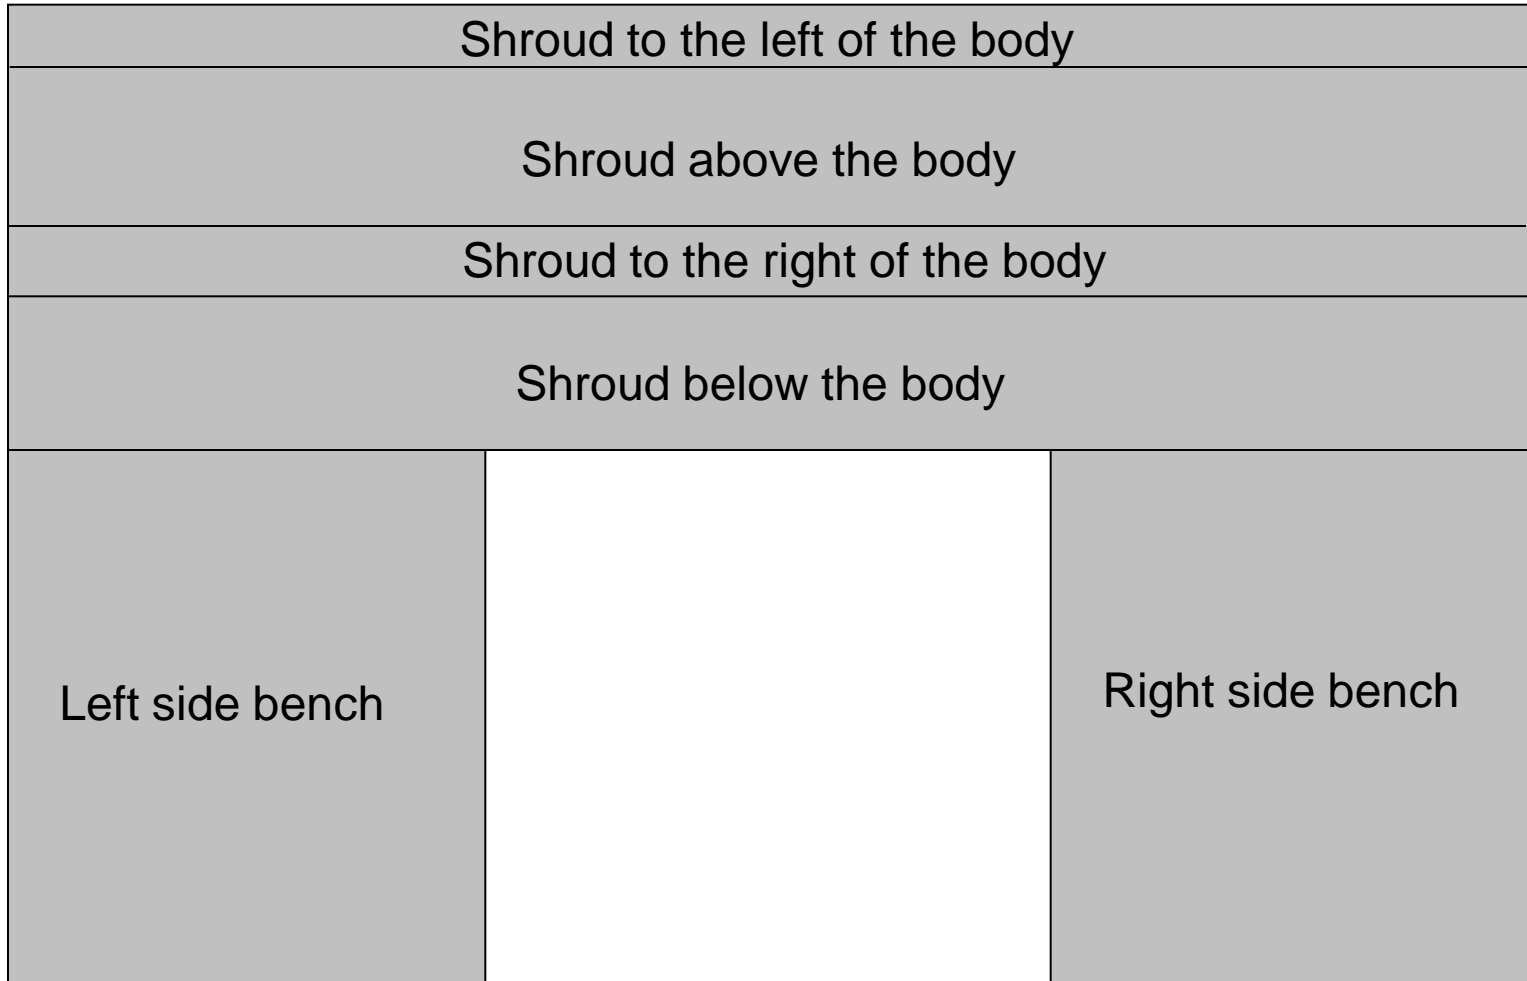 Shroud to the left of the body
Shroud above the body
Shroud to the right of the body
Shroud below the body
Left side bench
Right side bench